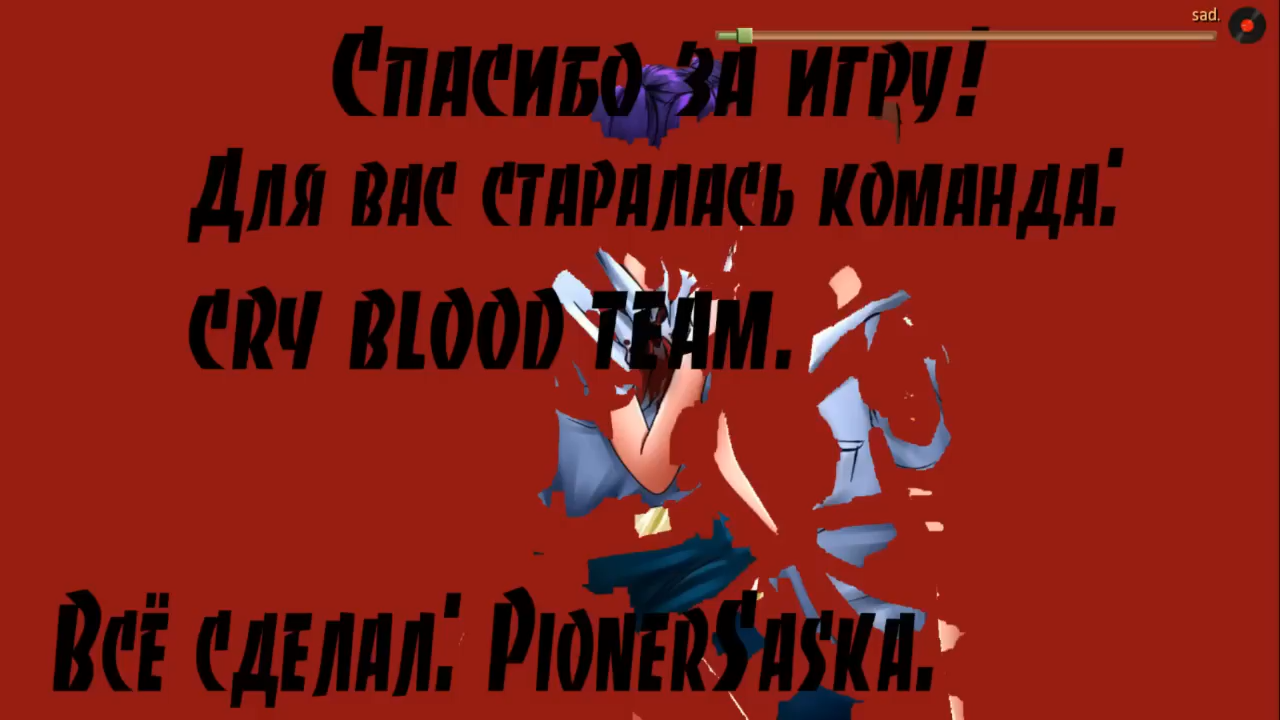 sad.
Спасибо за игру!
Для вас старалась команда:
CRY BLOOD TEAM.
Всё сделал: PionerSaska.